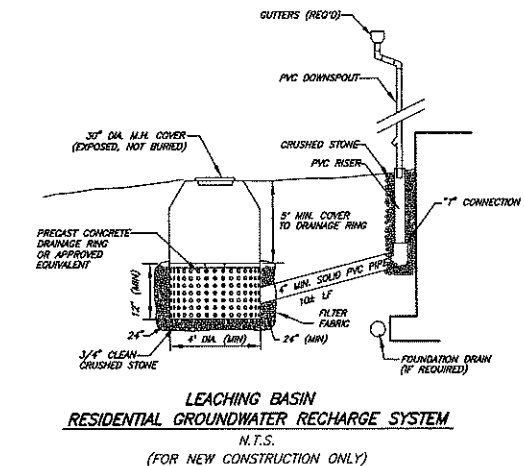 GUTTERS (REQ'D)
PVC DOWNSPOUT
30" DIA. M.H. COVER
(EXPOSED, NOT BURIED)
CRUSHED STONE
PVC RISER
"T" CONNECTION
5' MIN. COVER
TO DRAINAGE RING
PRECAST CONCRETE
DRAINAGE RING
OR APPROVED
EQUIVALENT
4" MIN. SOLID PVC PIPE
10± LF
12" (MIN)
FILTER
FABRIC
24"
4' DIA. (MIN)
24" (MIN)
3/4" CLEAN
CRUSHED STONE
FOUNDATION DRAIN
(IF REQUIRED)
LEACHING BASIN
RESIDENTIAL GROUNDWATER RECHARGE SYSTEM
N.T.S.
(FOR NEW CONSTRUCTION ONLY)